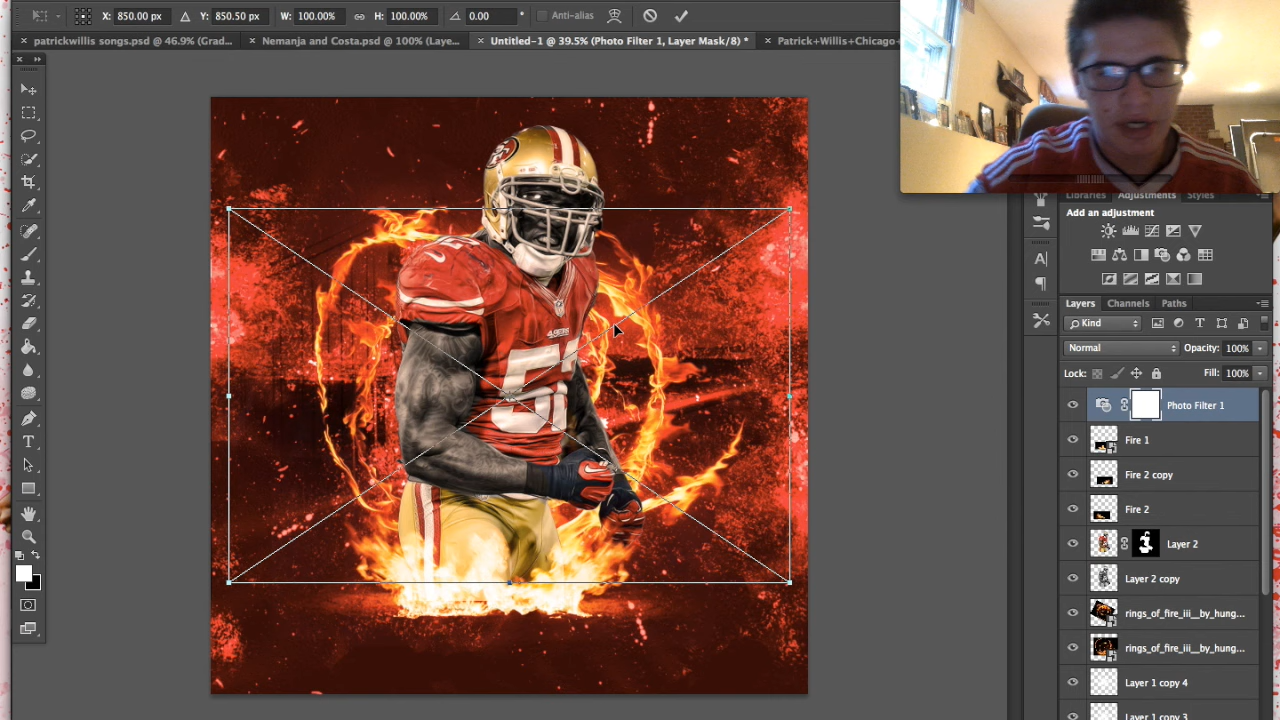 X: 850.00 px Y: 850.50 px W: 100.00% H: 100.00% 0.00 ° Anti-alias
patrickwillis songs.psd @ 46.9% (Grad... Nemanja and Costa.psd @ 100% (Laye... Untitled-1 @ 39.5% (Photo Filter 1, Layer Mask/8) * Patrick+Willis+Chicago+
Libraries Adjustments Styles
Add an adjustment
Layers Channels Paths
Kind
Normal Opacity: 100%
Lock: Fill: 100%
Photo Filter 1
Fire 1
Fire 2 copy
Fire 2
Layer 2
Layer 2 copy
rings_of_fire_iii__by_hung...
rings_of_fire_iii__by_hung...
Layer 1 copy 4
Layer 1 copy 3
49ERS